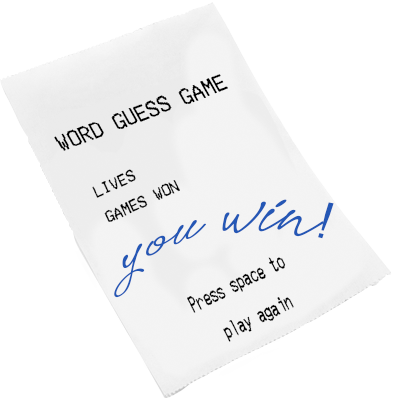 WORD GUESS GAME
LIVES
GAMES WON
you win!
Press space to
play again